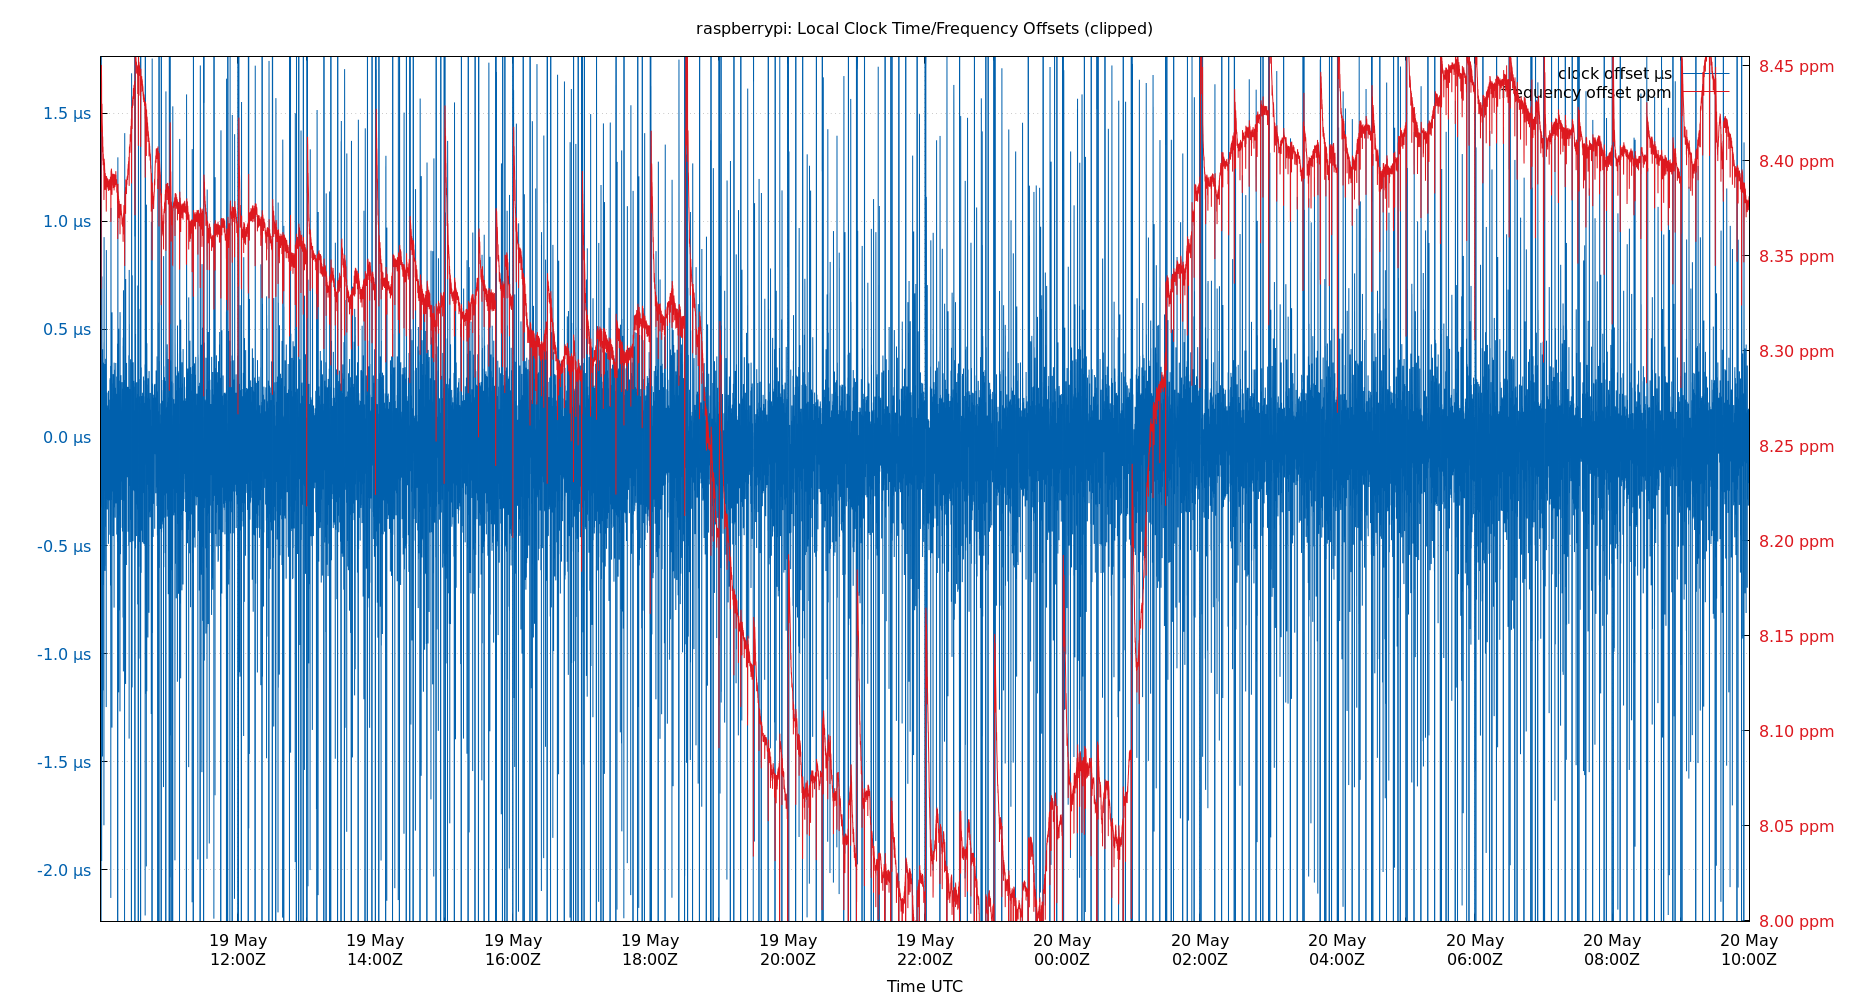 raspberrypi: Local Clock Time/Frequency Offsets (clipped)
clock offset µs
frequency offset ppm
1.5 µs
1.0 µs
0.5 µs
0.0 µs
-0.5 µs
-1.0 µs
-1.5 µs
-2.0 µs
8.45 ppm
8.40 ppm
8.35 ppm
8.30 ppm
8.25 ppm
8.20 ppm
8.15 ppm
8.10 ppm
8.05 ppm
8.00 ppm
19 May
12:00Z
19 May
14:00Z
19 May
16:00Z
19 May
18:00Z
19 May
20:00Z
19 May
22:00Z
20 May
00:00Z
20 May
02:00Z
20 May
04:00Z
20 May
06:00Z
20 May
08:00Z
20 May
10:00Z
Time UTC